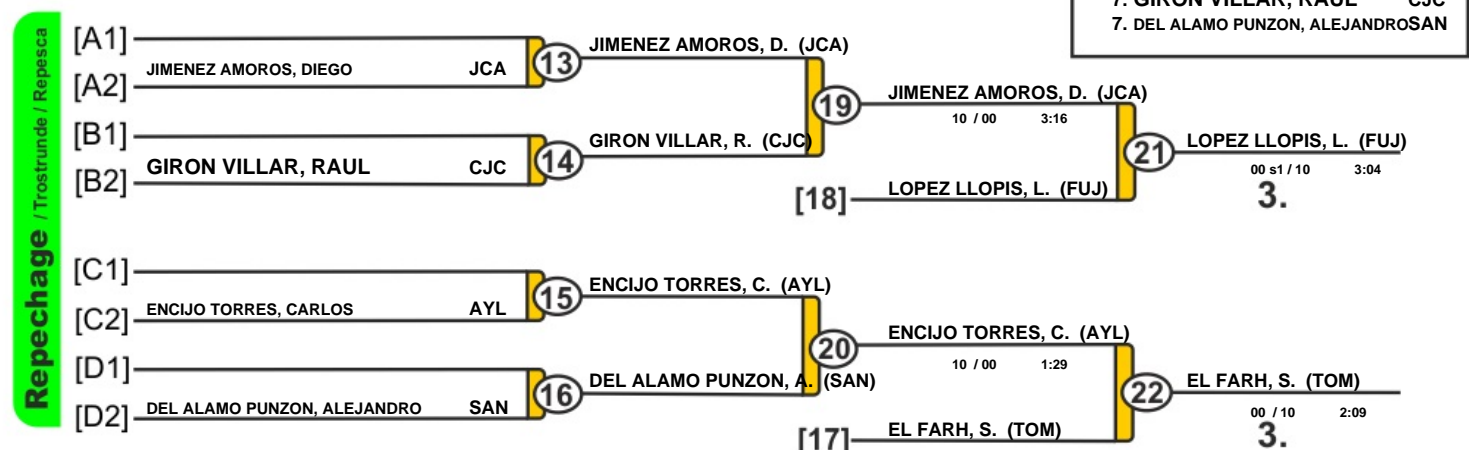 7. GIRON VILLAR, RAUL CJC
7. DEL ALAMO PUNZON, ALEJANDROSAN
Repechage / Trostrunde / Repesca
[A1]
JIMENEZ AMOROS, DIEGO JCA
[A2]
13
JIMENEZ AMOROS, D. (JCA)
[B1]
GIRON VILLAR, RAUL CJC
[B2]
14
GIRON VILLAR, R. (CJC)
19
JIMENEZ AMOROS, D. (JCA)
10 / 00 3:16
[18]
LOPEZ LLOPIS, L. (FUJ)
21
LOPEZ LLOPIS, L. (FUJ)
00 s1 / 10 3:04
3.
[C1]
ENCIJO TORRES, CARLOS AYL
[C2]
15
ENCIJO TORRES, C. (AYL)
[D1]
DEL ALAMO PUNZON, ALEJANDRO SAN
[D2]
16
DEL ALAMO PUNZON, A. (SAN)
20
ENCIJO TORRES, C. (AYL)
10 / 00 1:29
[17]
EL FARH, S. (TOM)
22
EL FARH, S. (TOM)
00 / 10 2:09
3.